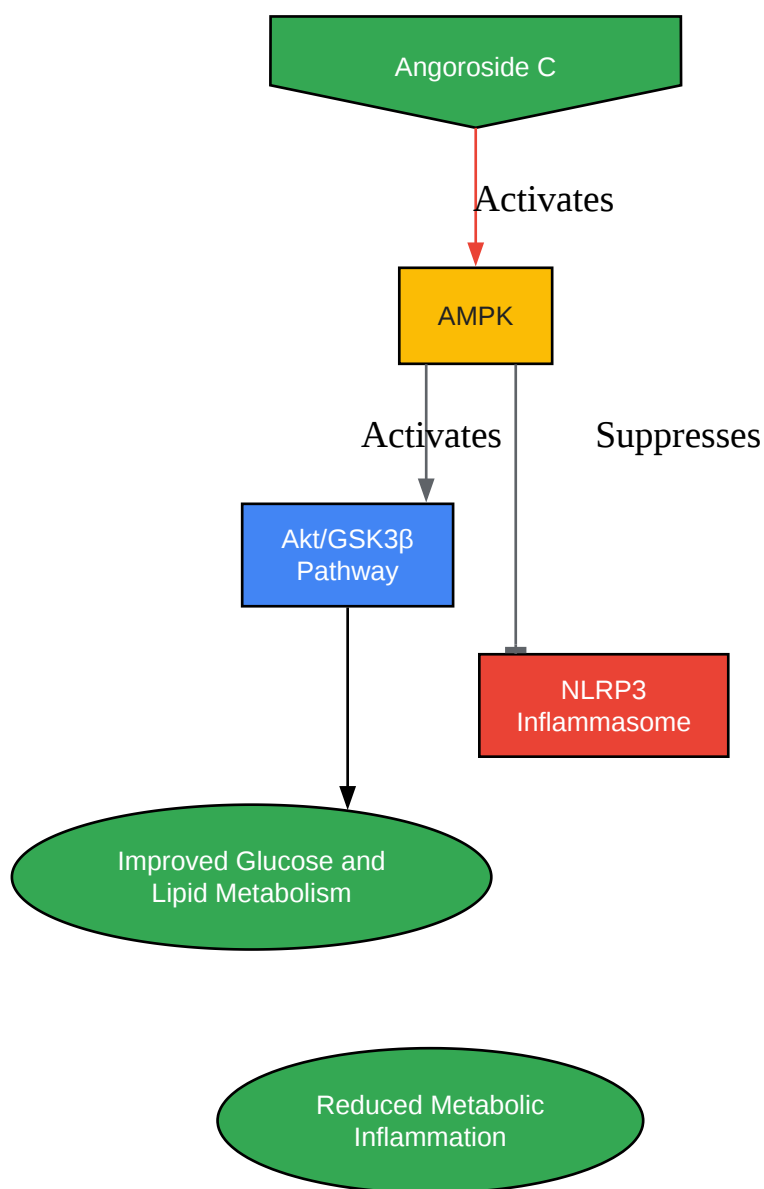 Angoroside C
Activates
AMPK
Activates
Suppresses
Akt/GSK3β
Pathway
NLRP3
Inflammasome
Improved Glucose and
Lipid Metabolism
Reduced Metabolic
Inflammation